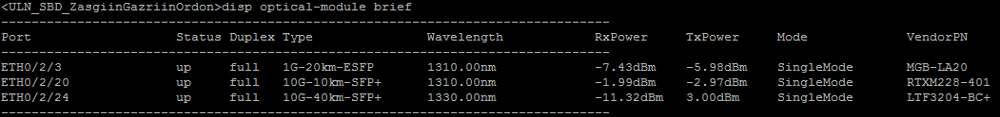 <ULN_SBD_ZasgiinGazriinOrdon>disp optical-module brief
--------------------------------------------------------------------------------
Port Status Duplex Type Wavelength RxPower TxPower Mode VendorPN
--------------------------------------------------------------------------------
ETH0/2/3 up full 1G-20km-ESFP 1310.00nm -7.43dBm -5.98dBm SingleMode MGB-LA20
ETH0/2/20 up full 10G-10km-SFP+ 1310.00nm -1.99dBm -2.97dBm SingleMode RTXM228-401
ETH0/2/24 up full 10G-40km-SFP+ 1330.00nm -11.32dBm 3.00dBm SingleMode LTF3204-BC+
--------------------------------------------------------------------------------